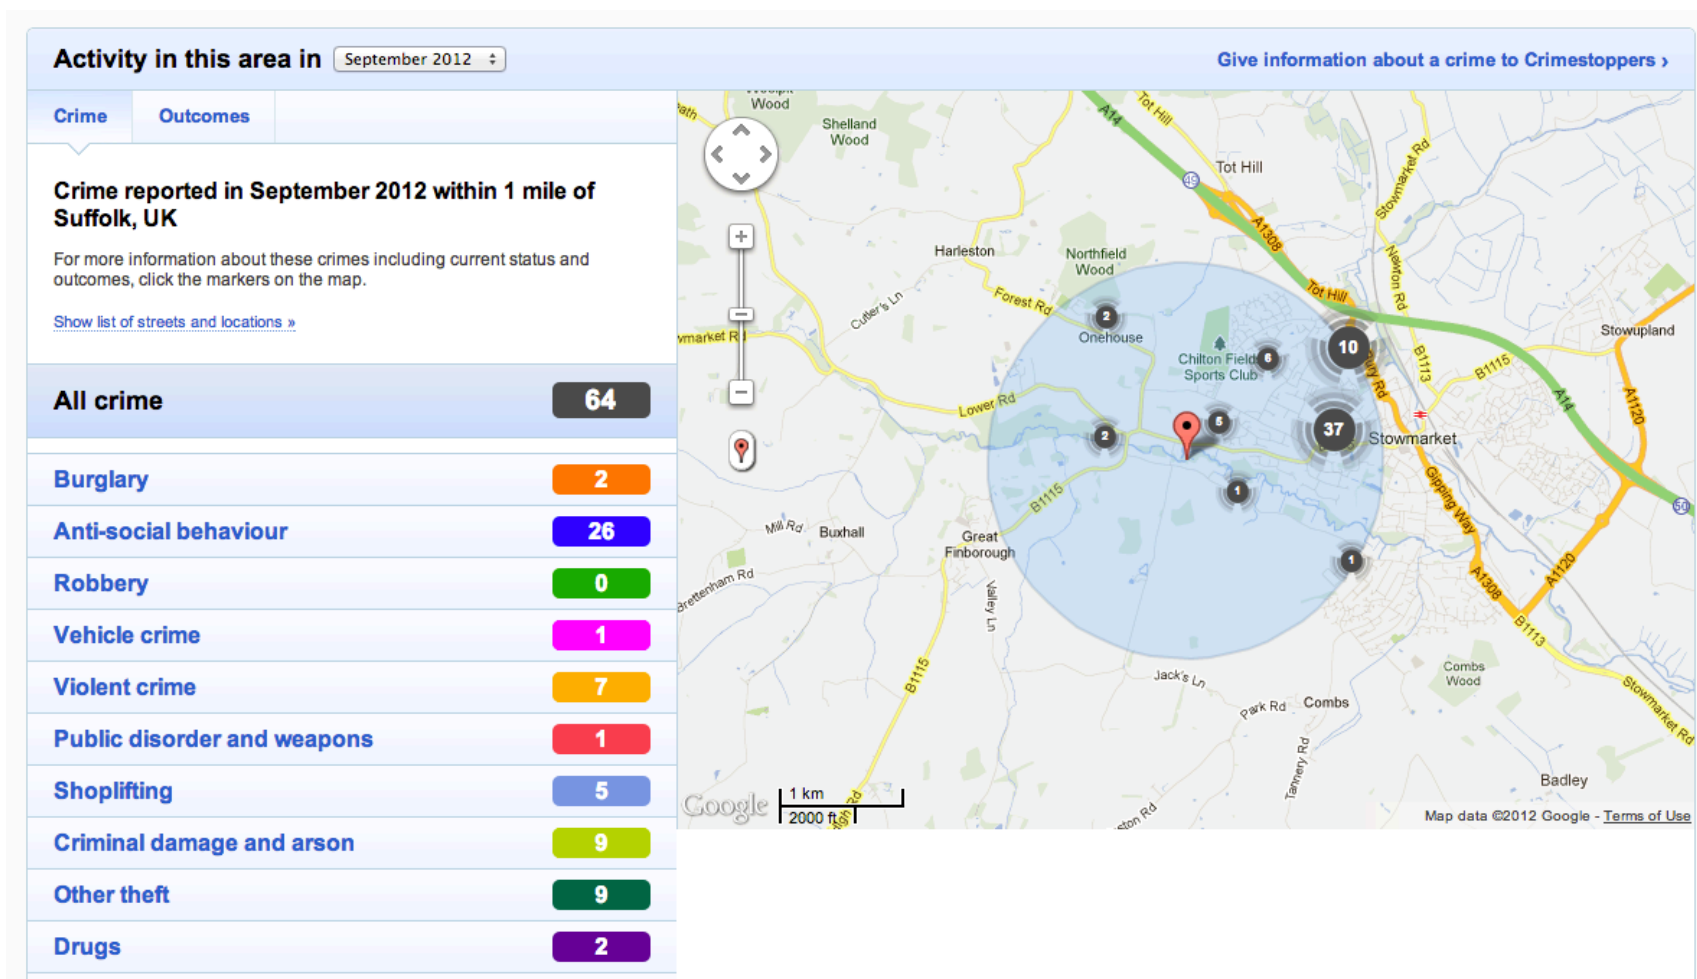 Activity in this area in September 2012
Give information about a crime to Crimestoppers ›
Crime Outcomes
Crime reported in September 2012 within 1 mile of
Suffolk, UK
For more information about these crimes including current status and
outcomes, click the markers on the map.
Show list of streets and locations »
All crime 64
Burglary 2
Anti-social behaviour 26
Robbery 0
Vehicle crime 1
Violent crime 7
Public disorder and weapons 1
Shoplifting 5
Criminal damage and arson 9
Other theft 9
Drugs 2
Wood
Shelland
Wood
A14
Tot Hill
Tot Hill
49
Stowmarket Rd
A1308
Harleston
Northfield
Wood
Newton Rd
Tot Hill
Forest Rd
Cutler's Ln
2
Onehouse
Stowupland
10
6
Chilton Field
Sports Club
B1113
B1115
A14
A1120
Lower Rd
5
37
2
Stowmarket
1
B1115
Gipping Way
50
Mill Rd
Buxhall
Great
Finborough
1
Brettenham Rd
Valley Ln
A1308
A1120
B1113
B1115
Jack's Ln
Combs
Wood
Park Rd
Combs
Stowmarket Rd
Tannery Rd
Badley
Google
1 km
2000 ft
Map data ©2012 Google - Terms of Use